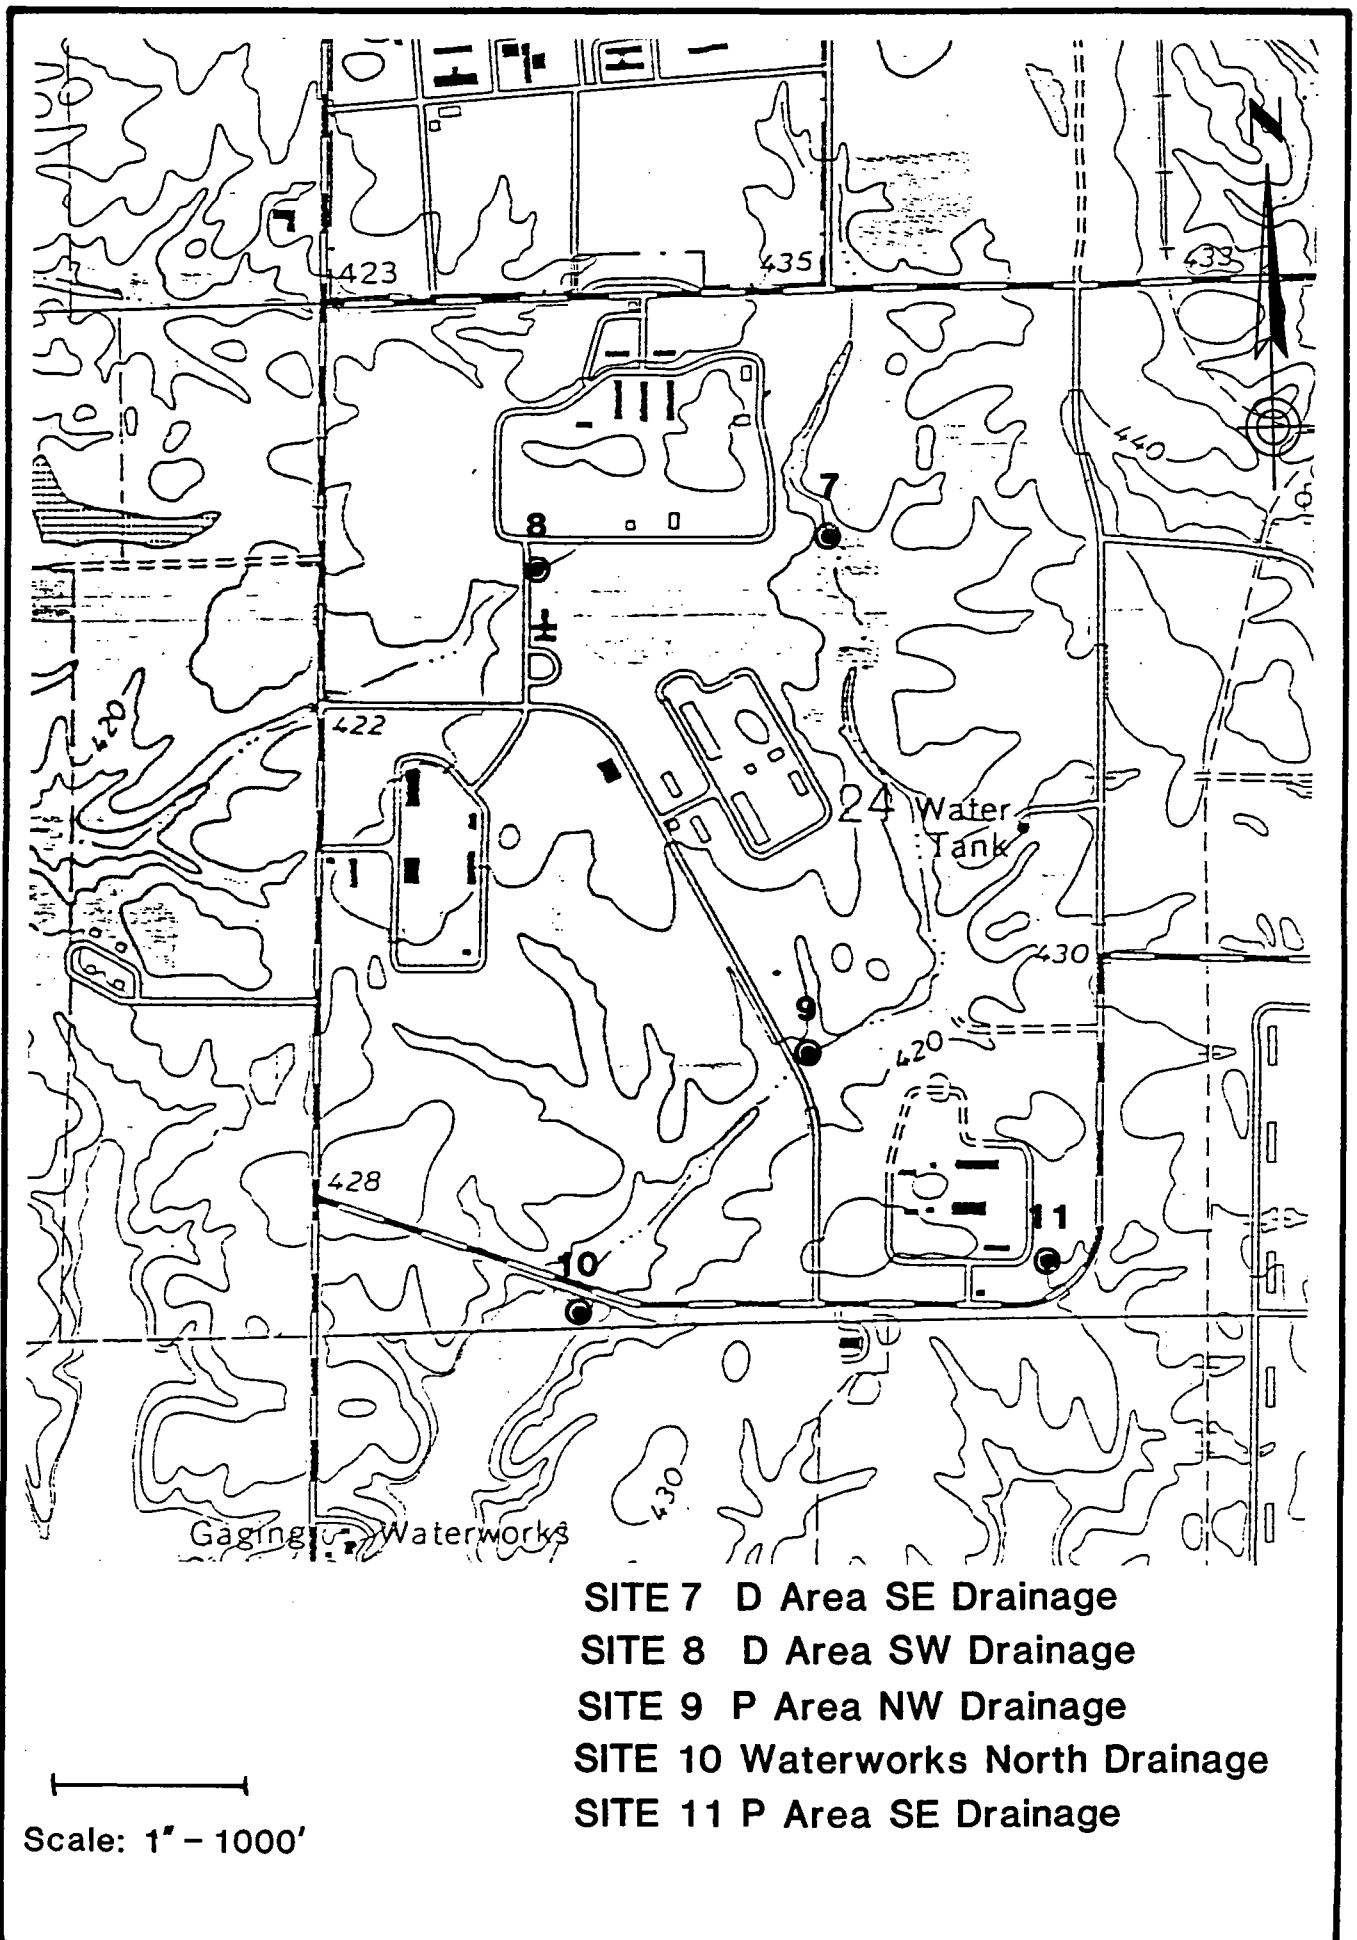 N
423
435
433
440
7
8
420
422
24
Water
Tank
430
9
420
428
11
10
430
Gaging
Waterworks
SITE 7 D Area SE Drainage
SITE 8 D Area SW Drainage
SITE 9 P Area NW Drainage
SITE 10 Waterworks North Drainage
SITE 11 P Area SE Drainage
Scale: 1" - 1000'